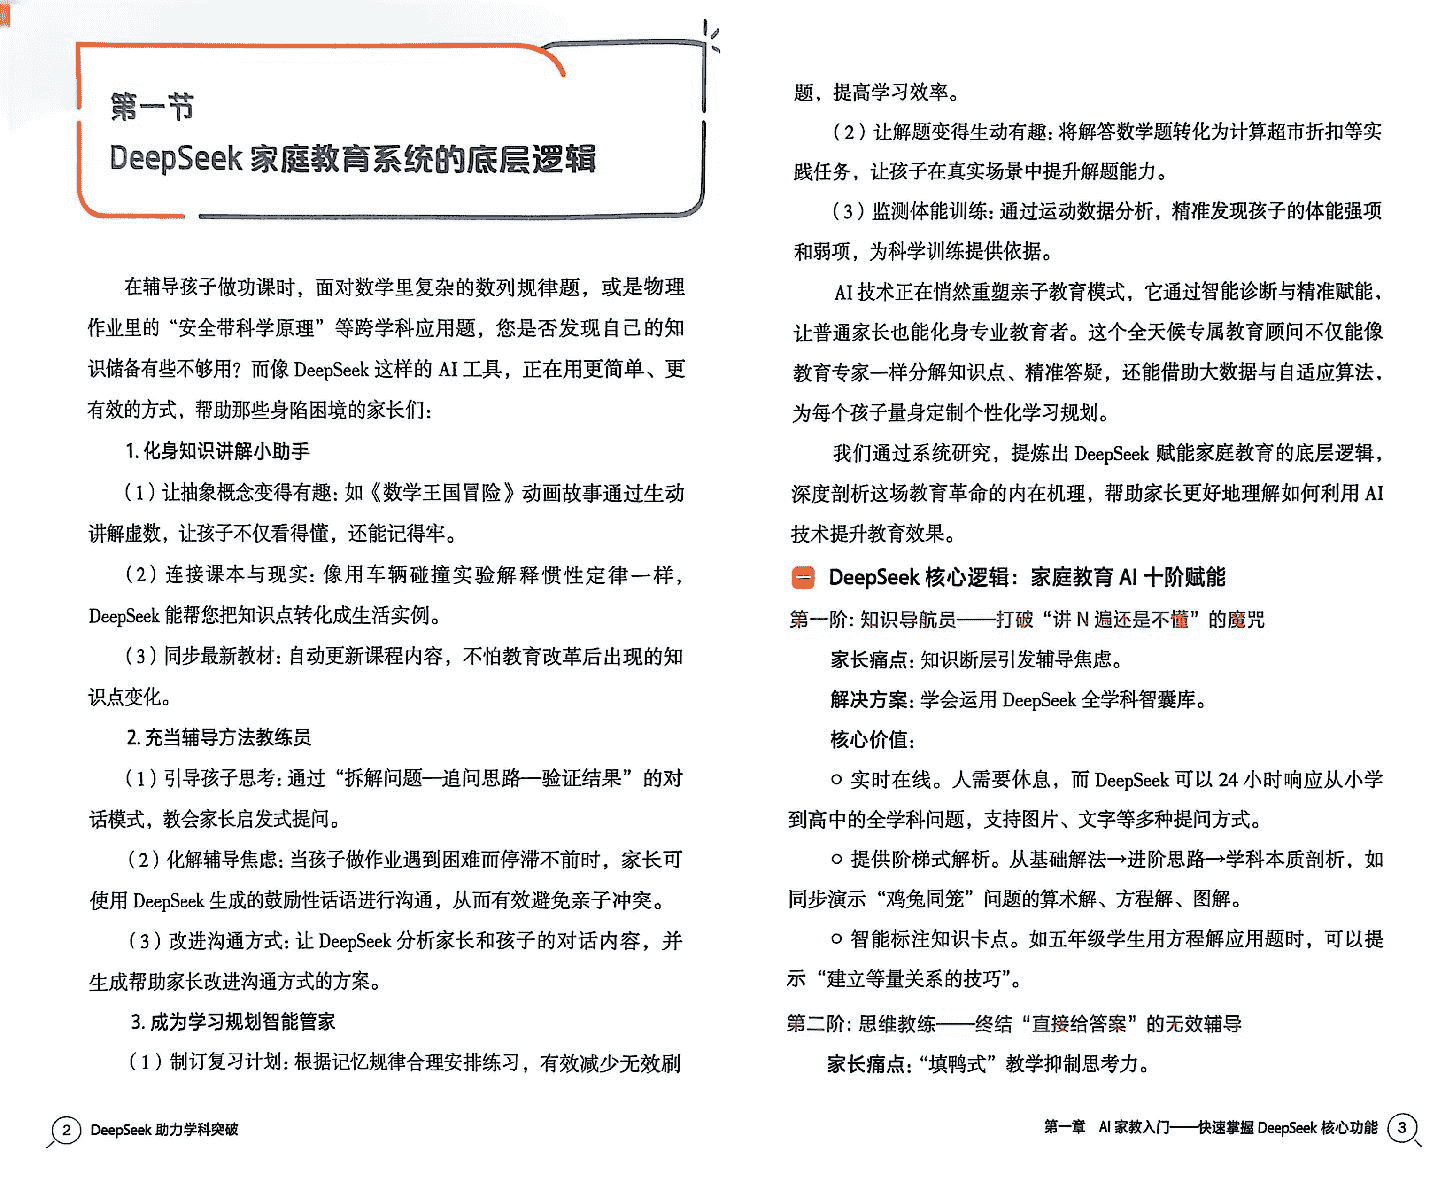 第一节
DeepSeek 家庭教育系统的底层逻辑
在辅导孩子做功课时，面对数学里复杂的数列规律题，或是物理
作业里的“安全带科学原理”等跨学科应用题，您是否发现自己的知
识储备有些不够用？而像 DeepSeek 这样的 AI 工具，正在用更简单、更
有效的方式，帮助那些身陷困境的家长们：
1. 化身知识讲解小助手
（1）让抽象概念变得有�：如《数学王国冒险》动画故事通过生动
讲解虚数，让孩子不仅看得懂，还能记得牢。
（2）连接课本与现实：像用车辆碰撞实验解释惯性定律一样，
DeepSeek 能帮您把知识点转化成生活实例。
（3）同步最新教材：自动更新课程内容，不怕教育改革后出现的知
识点变化。
2. 充当辅导方法教练员
（1）引导孩子思考：通过“拆解问题—追问思路—验证结果”的对
话模式，教会家长启发式提问。
（2）化解辅导焦虑：当孩子做作业遇到困难而停滞不前时，家长可
使用 DeepSeek 生成的鼓励性话语进行沟通，从而有效避免亲子冲突。
（3）改进沟通方式：让 DeepSeek 分析家长和孩子的对话内容，并
生成帮助家长改进沟通方式的方案。
3. 成为学习规划智能管家
（1）制订复习计划：根据记忆规律合理安排练习，有效减少无效刷
2 DeepSeek 助力学科突破
题，提高学习效率。
（2）让解题变得生动有趣：将解答数学题转化为计算超市折扣等实
践任务，让孩子在真实场景中提升解题能力。
（3）监测体能训练：通过运动数据分析，精准发现孩子的体能强项
和弱项，为科学训练提供依据。
AI 技术正在悄然重塑亲子教育模式，它通过智能诊断与精准赋能，
让普通家长也能化身专业教育者。这个全天候专属教育顾问不仅能像
教育专家一样分解知识点、精准答疑，还能借助大数据与自适应算法，
为每个孩子量身定制个性化学习规划。
我们通过系统研究，提炼出 DeepSeek 赋能家庭教育的底层逻辑，
深度剖析这场教育革命的内在机理，帮助家长更好地理解如何利用 AI
技术提升教育效果。
一 DeepSeek 核心逻辑：家庭教育 AI 十阶赋能
第一阶：知识导航员——打破“讲 N 遍还是不懂”的魔咒
家长痛点：知识断层引发辅导焦虑。
解决方案：学会运用 DeepSeek 全学科智囊库。
核心价值：
○ 实时在线。人需要休息，而 DeepSeek 可以 24 小时响应从小学
到高中的全学科问题，支持图片、文字等多种提问方式。
○ 提供阶梯式解析。从基础解法→进阶思路→学科本质剖析，如
同步演示“鸡兔同笼”问题的算术解、方程解、图解。
○ 智能标注知识卡点。如五年级学生用方程解应用题时，可以提
示“建立等量关系的技巧”。
第二阶：思维教练——终结“直接给答案”的无效辅导
家长痛点：“填鸭式”教学抑制思考力。
第一章 AI 家教入门——快速掌握 DeepSeek 核心功能 3